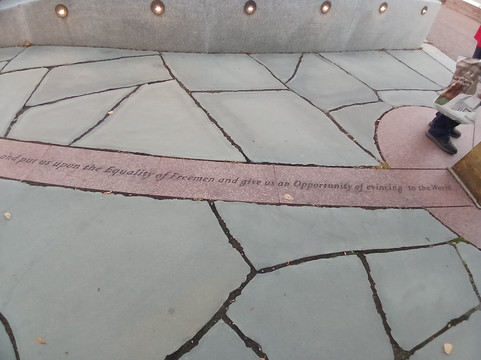 and put us upon the Equality of Freemen and give us an Opportunity of evincing to the World